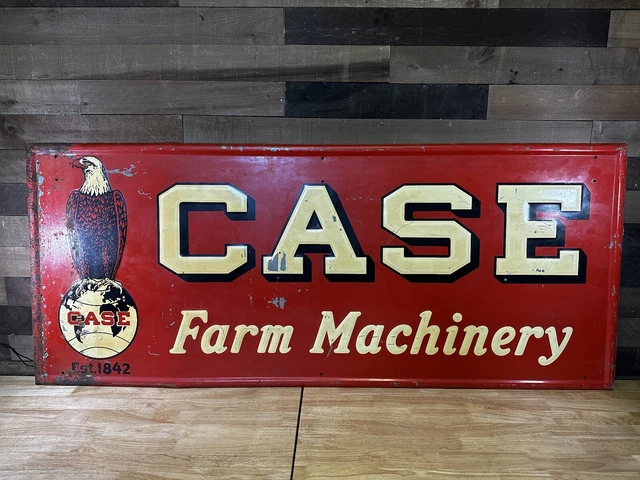 CASE
Farm Machinery
CASE
Est.1842